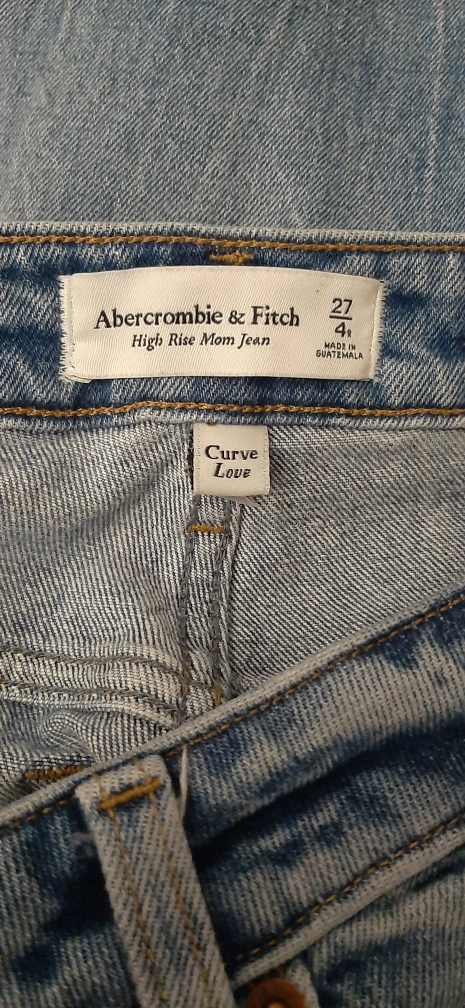 Abercrombie & Fitch
High Rise Mom Jean
27
4R
MADE IN
GUATEMALA
Curve
Love